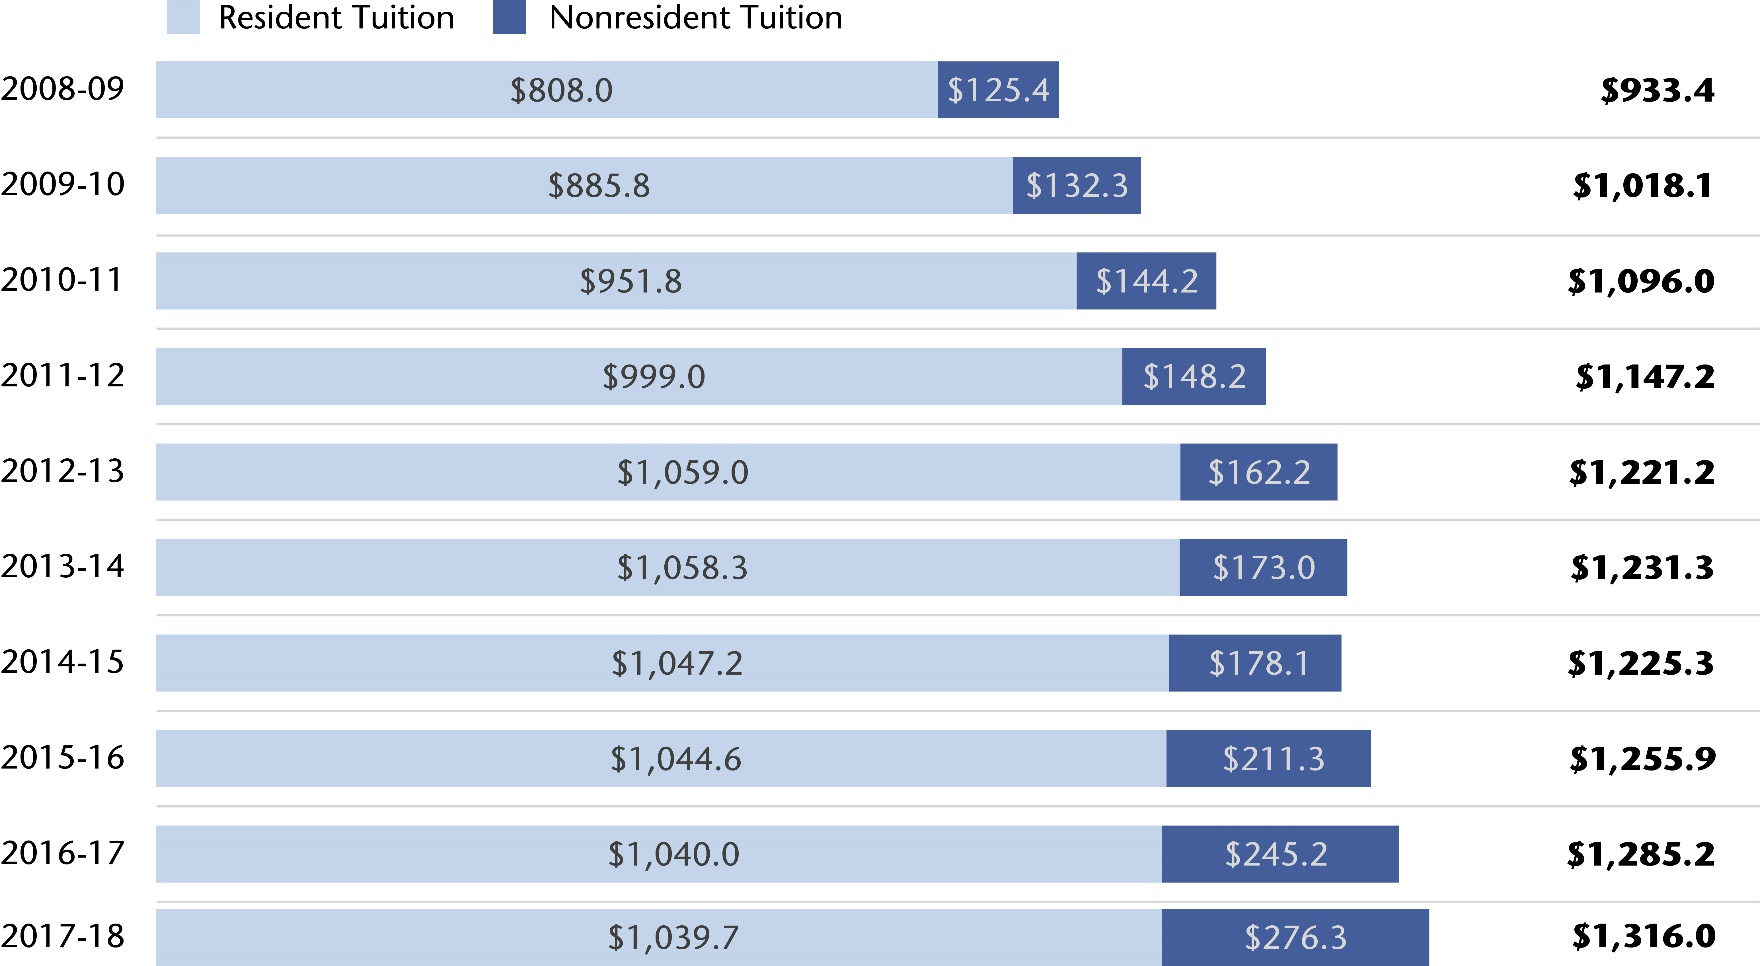 Resident Tuition Nonresident Tuition
2008-09 $808.0 $125.4 $933.4
2009-10 $885.8 $132.3 $1,018.1
2010-11 $951.8 $144.2 $1,096.0
2011-12 $999.0 $148.2 $1,147.2
2012-13 $1,059.0 $162.2 $1,221.2
2013-14 $1,058.3 $173.0 $1,231.3
2014-15 $1,047.2 $178.1 $1,225.3
2015-16 $1,044.6 $211.3 $1,255.9
2016-17 $1,040.0 $245.2 $1,285.2
2017-18 $1,039.7 $276.3 $1,316.0